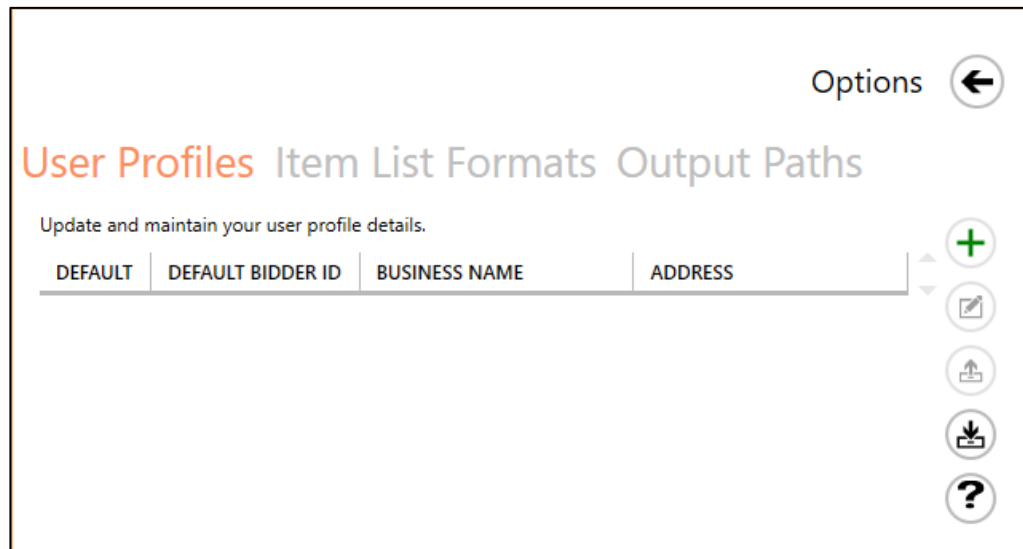 Options
User Profiles Item List Formats Output Paths
Update and maintain your user profile details.
DEFAULT DEFAULT BIDDER ID BUSINESS NAME ADDRESS
?